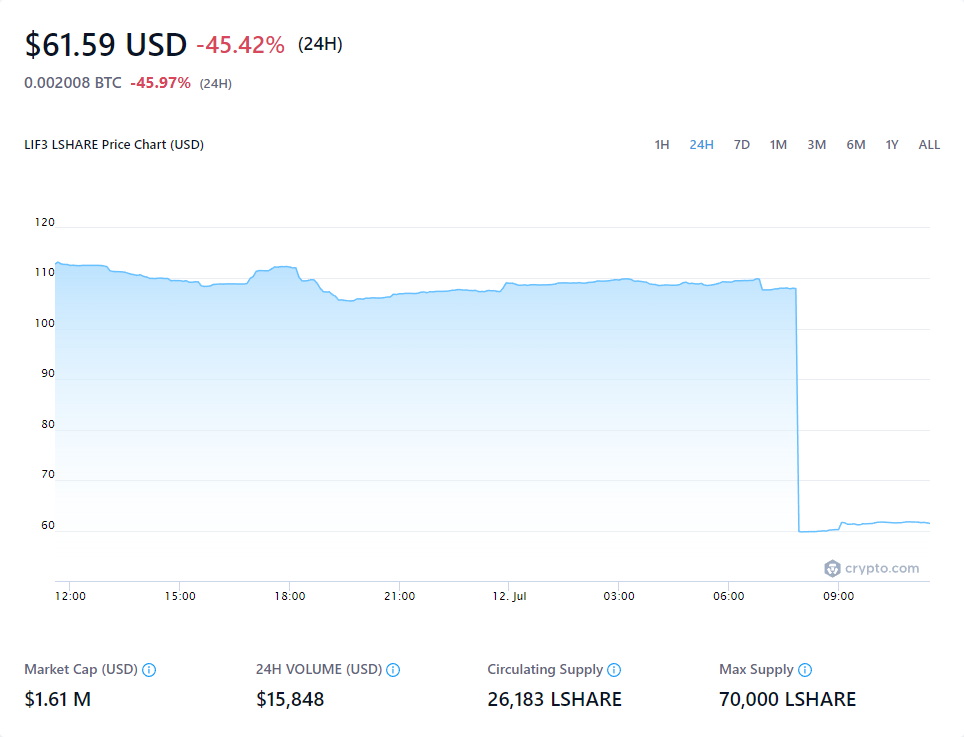 $61.59 USD -45.42% (24H)
0.002008 BTC -45.97% (24H)
LIF3 LSHARE Price Chart (USD) 1H 24H 7D 1M 3M 6M 1Y ALL
120
110
100
90
80
70
60
crypto.com
12:00 15:00 18:00 21:00 12. Jul 03:00 06:00 09:00
Market Cap (USD) 24H VOLUME (USD) Circulating Supply Max Supply
$1.61 M $15,848 26,183 LSHARE 70,000 LSHARE